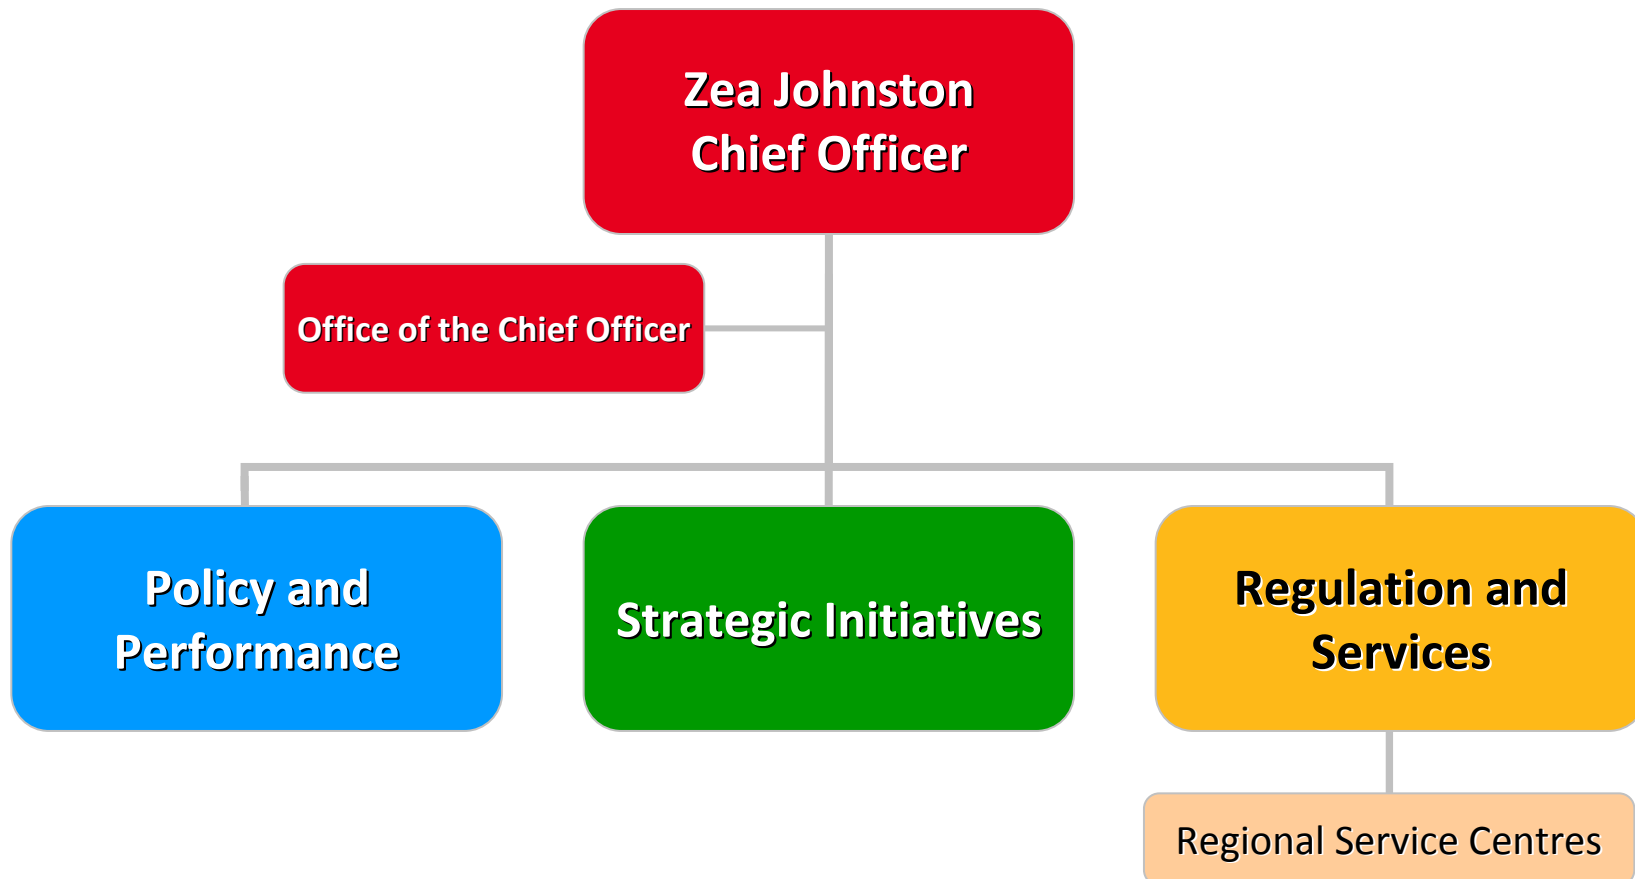 Zea Johnston
Chief Officer
Office of the Chief Officer
Policy and
Performance
Strategic Initiatives
Regulation and
Services
Regional Service Centres